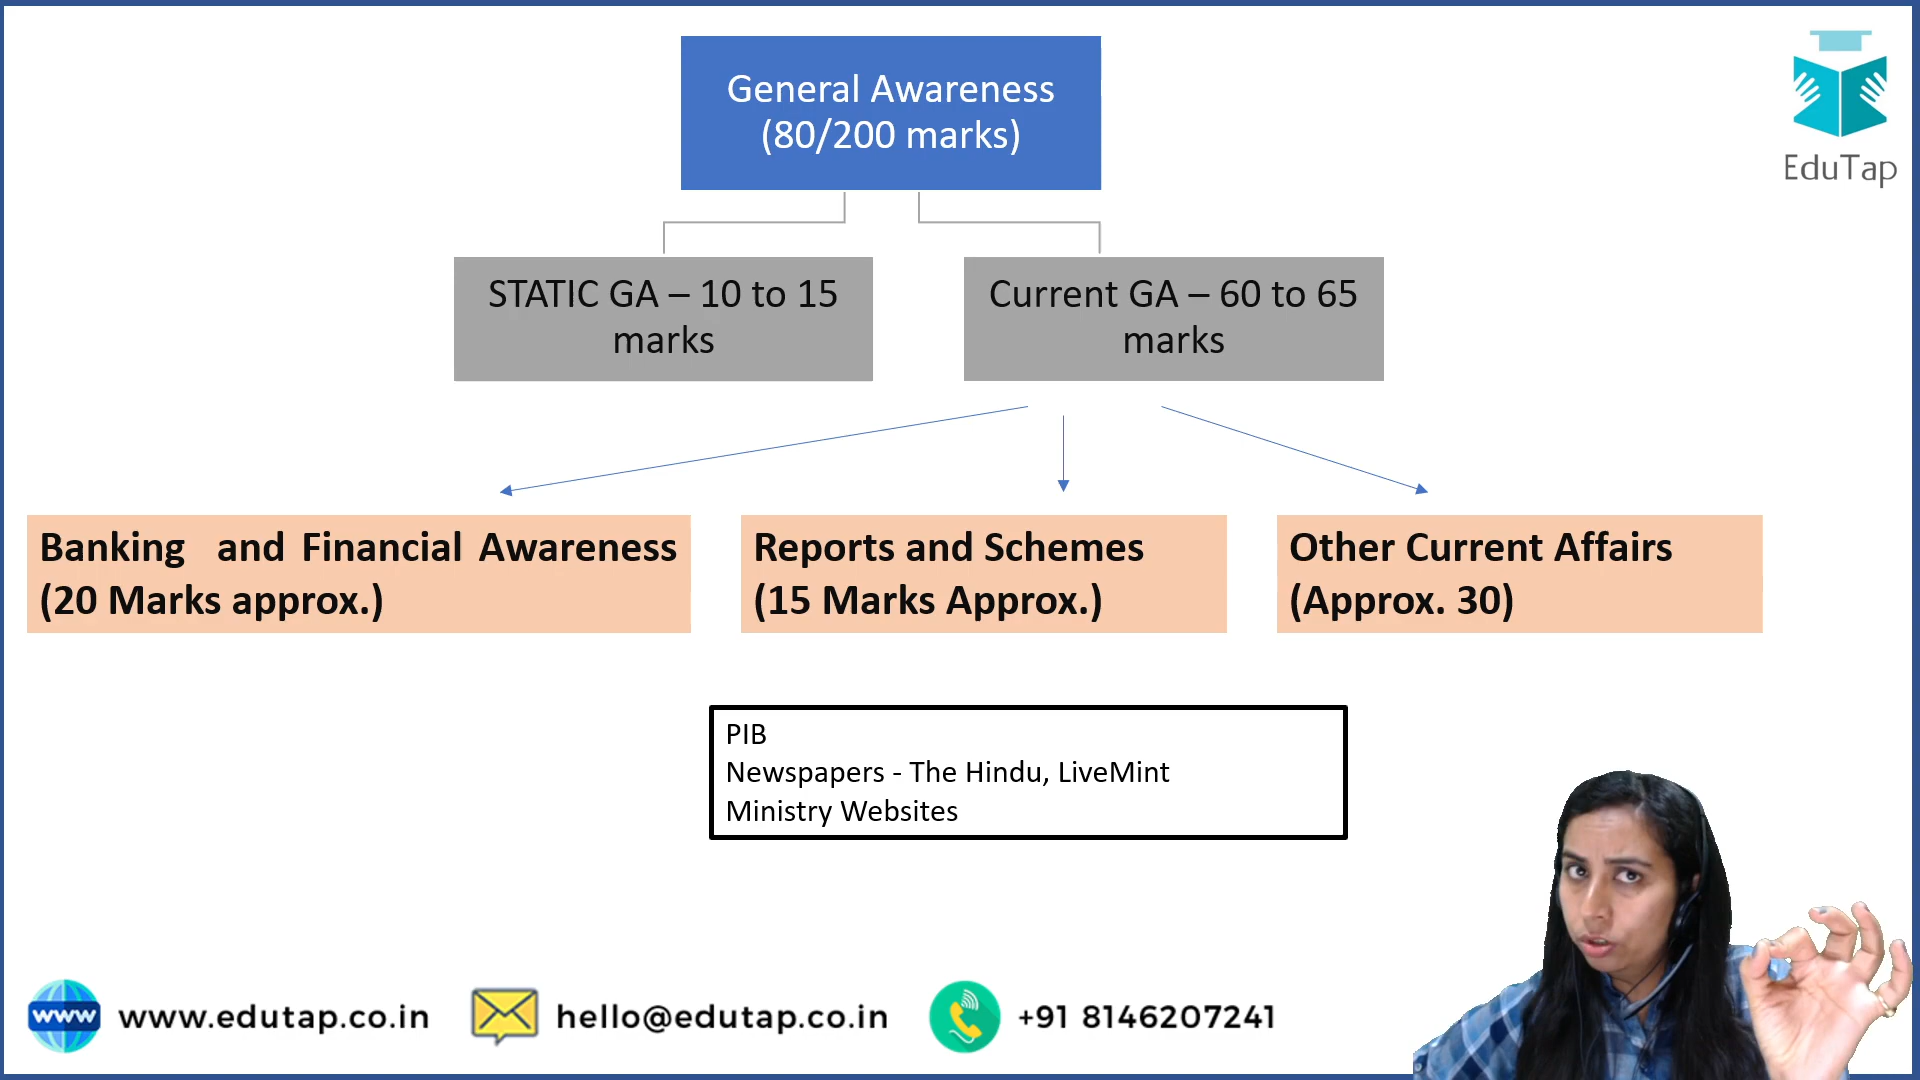 General Awareness
(80/200 marks)
EduTap
STATIC GA – 10 to 15
marks
Current GA – 60 to 65
marks
Banking and Financial Awareness
(20 Marks approx.)
Reports and Schemes
(15 Marks Approx.)
Other Current Affairs
(Approx. 30)
PIB
Newspapers - The Hindu, LiveMint
Ministry Websites
www
www.edutap.co.in
hello@edutap.co.in
+91 8146207241